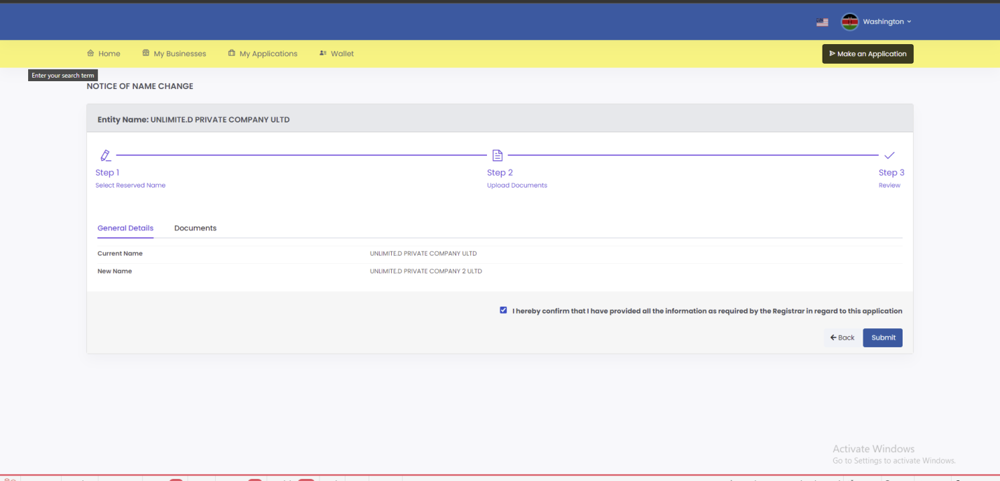 Washington
Home My Businesses My Applications Wallet Make an Application
Enter your search term
NOTICE OF NAME CHANGE
Entity Name: UNLIMITE.D PRIVATE COMPANY ULTD
Step 1 Step 2 Step 3
Select Reserved Name Upload Documents Review
General Details Documents
Current Name UNLIMITE.D PRIVATE COMPANY ULTD
New Name UNLIMITE.D PRIVATE COMPANY 2 ULTD
I hereby confirm that I have provided all the information as required by the Registrar in regard to this application
Back Submit
Activate Windows
Go to Settings to activate Windows.